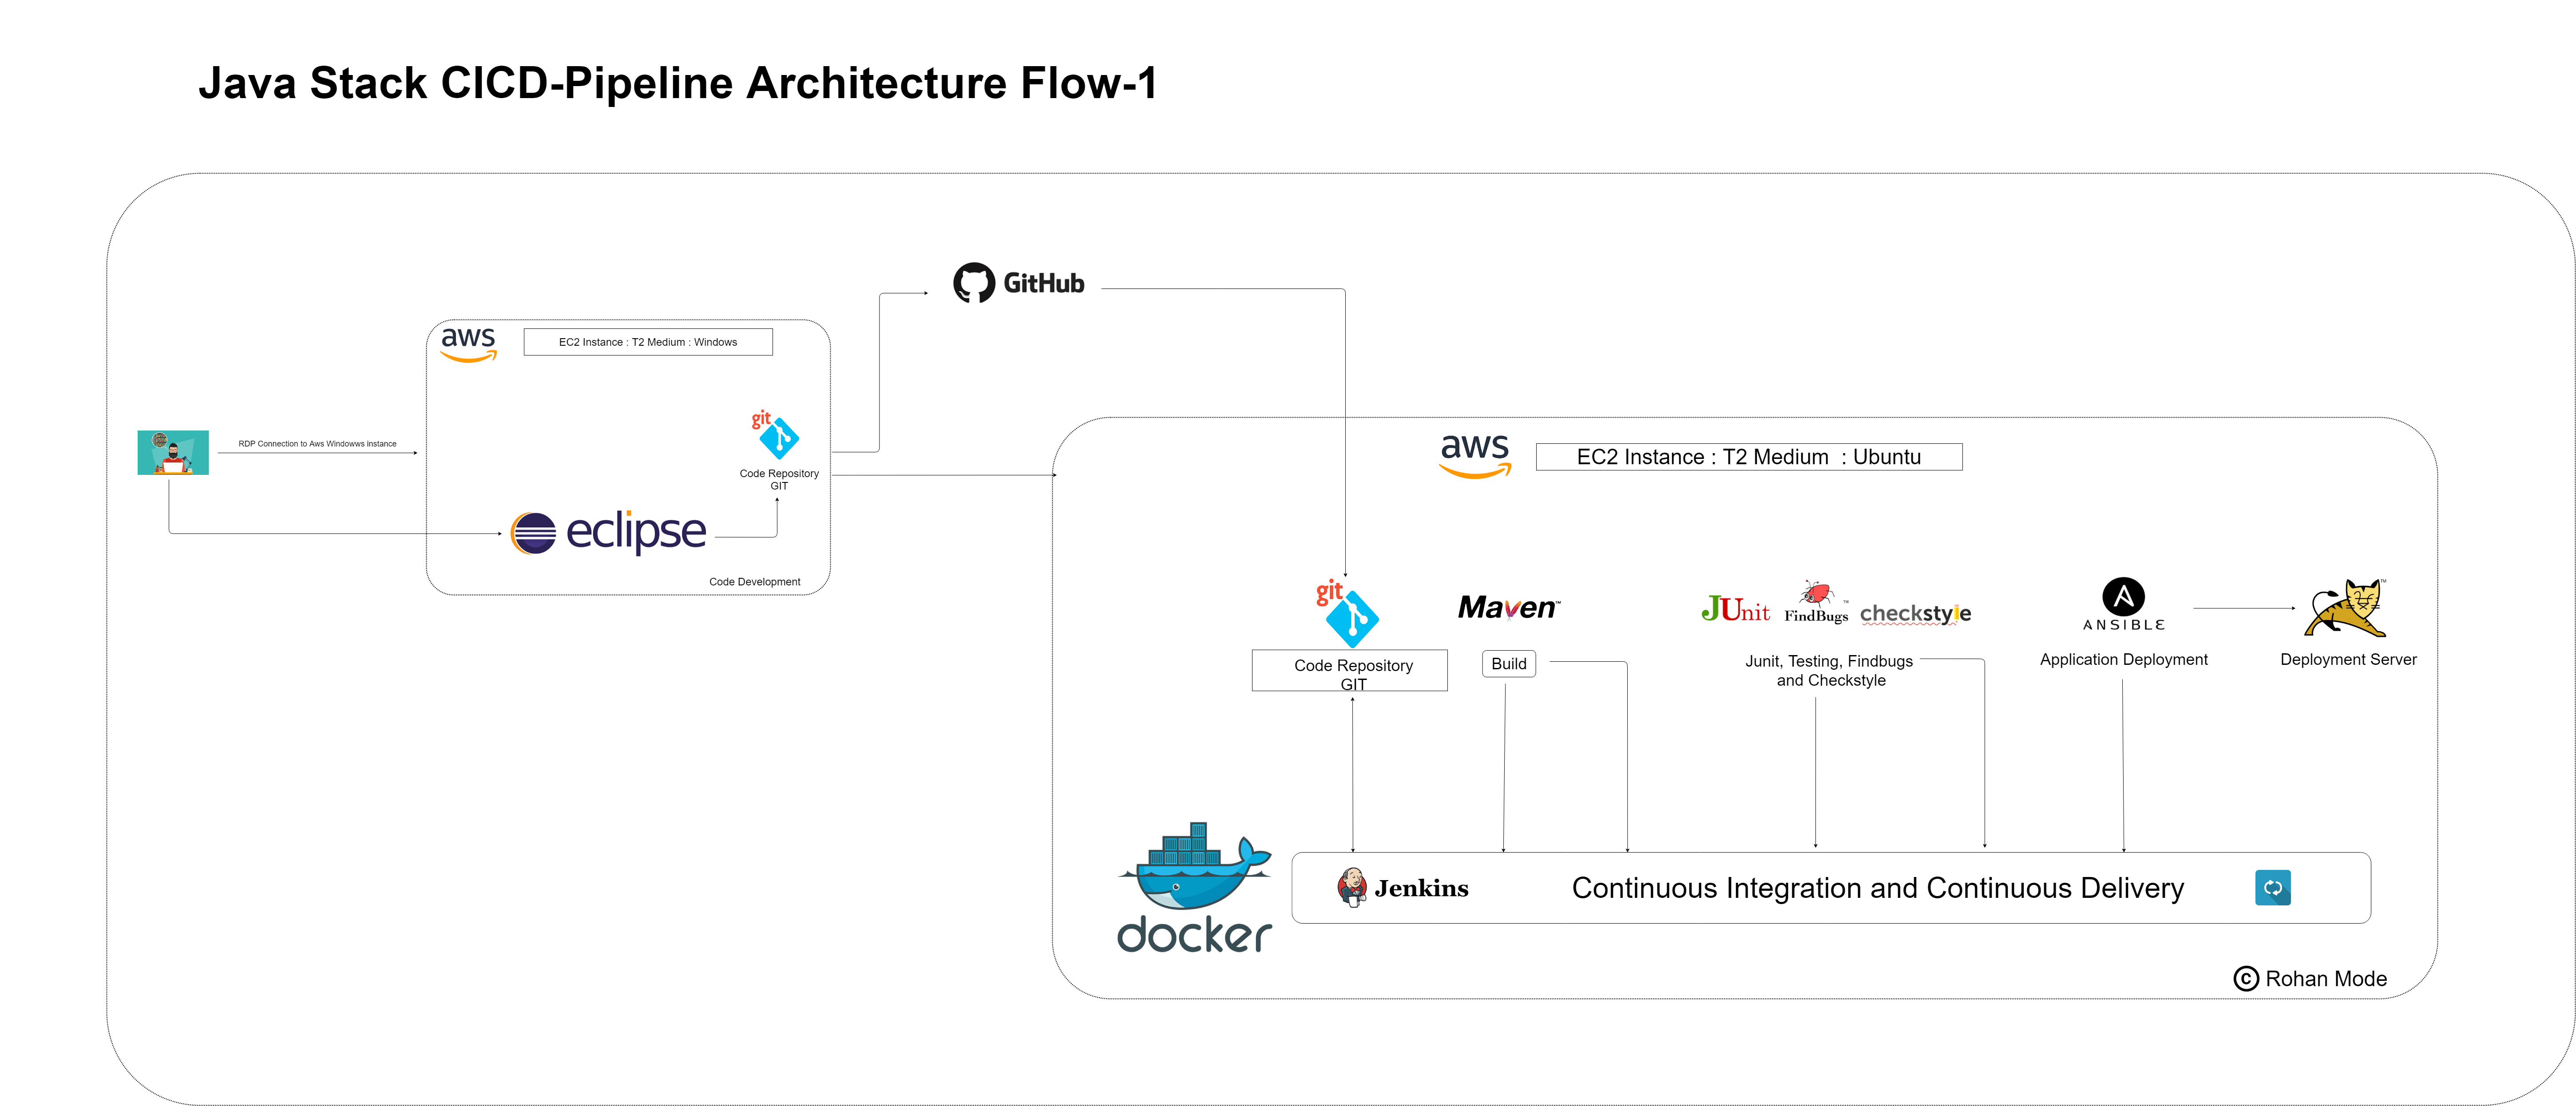 Java Stack CICD-Pipeline Architecture Flow-1
GitHub
aws
EC2 Instance : T2 Medium : Windows
git
RDP Connection to Aws Windowws instance
Code Repository
GIT
eclipse
Code Development
aws
EC2 Instance : T2 Medium : Ubuntu
git
Code Repository
GIT
Maven™
Build
JUnit
FindBugs™
checkstyle
Junit, Testing, Findbugs
and Checkstyle
A
ANSIBLE
Application Deployment
TM
Deployment Server
docker
Jenkins
Continuous Integration and Continuous Delivery
© Rohan Mode